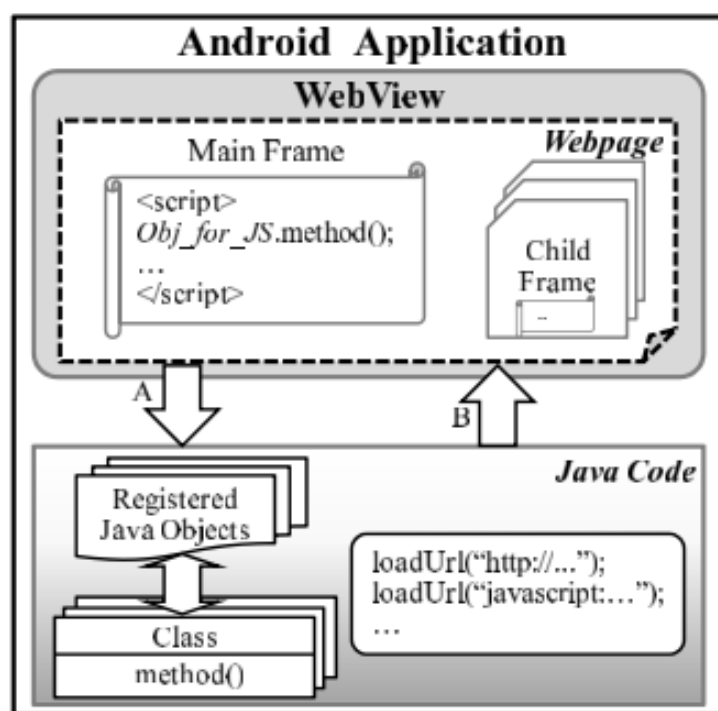 Android Application
WebView
Webpage
Main Frame
<script>
Obj_for_JS.method();
…
</script>
Child
Frame
...
A
B
Java Code
Registered
Java Objects
loadUrl(“http://...”);
loadUrl(“javascript:…”);
…
Class
method()